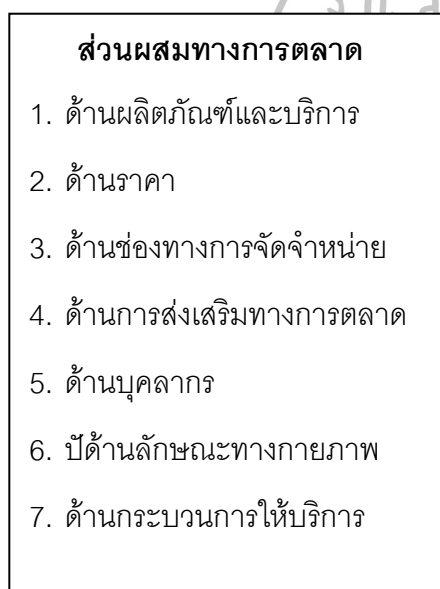 ส่วนผสมทางการตลาด
1. ด้านผลิตภัณฑ์และบริการ
2. ด้านราคา
3. ด้านช่องทางการจัดจำหน่าย
4. ด้านการส่งเสริมทางการตลาด
5. ด้านบุคลากร
6. ปัด้านลักษณะทางกายภาพ
7. ด้านกระบวนการให้บริการ